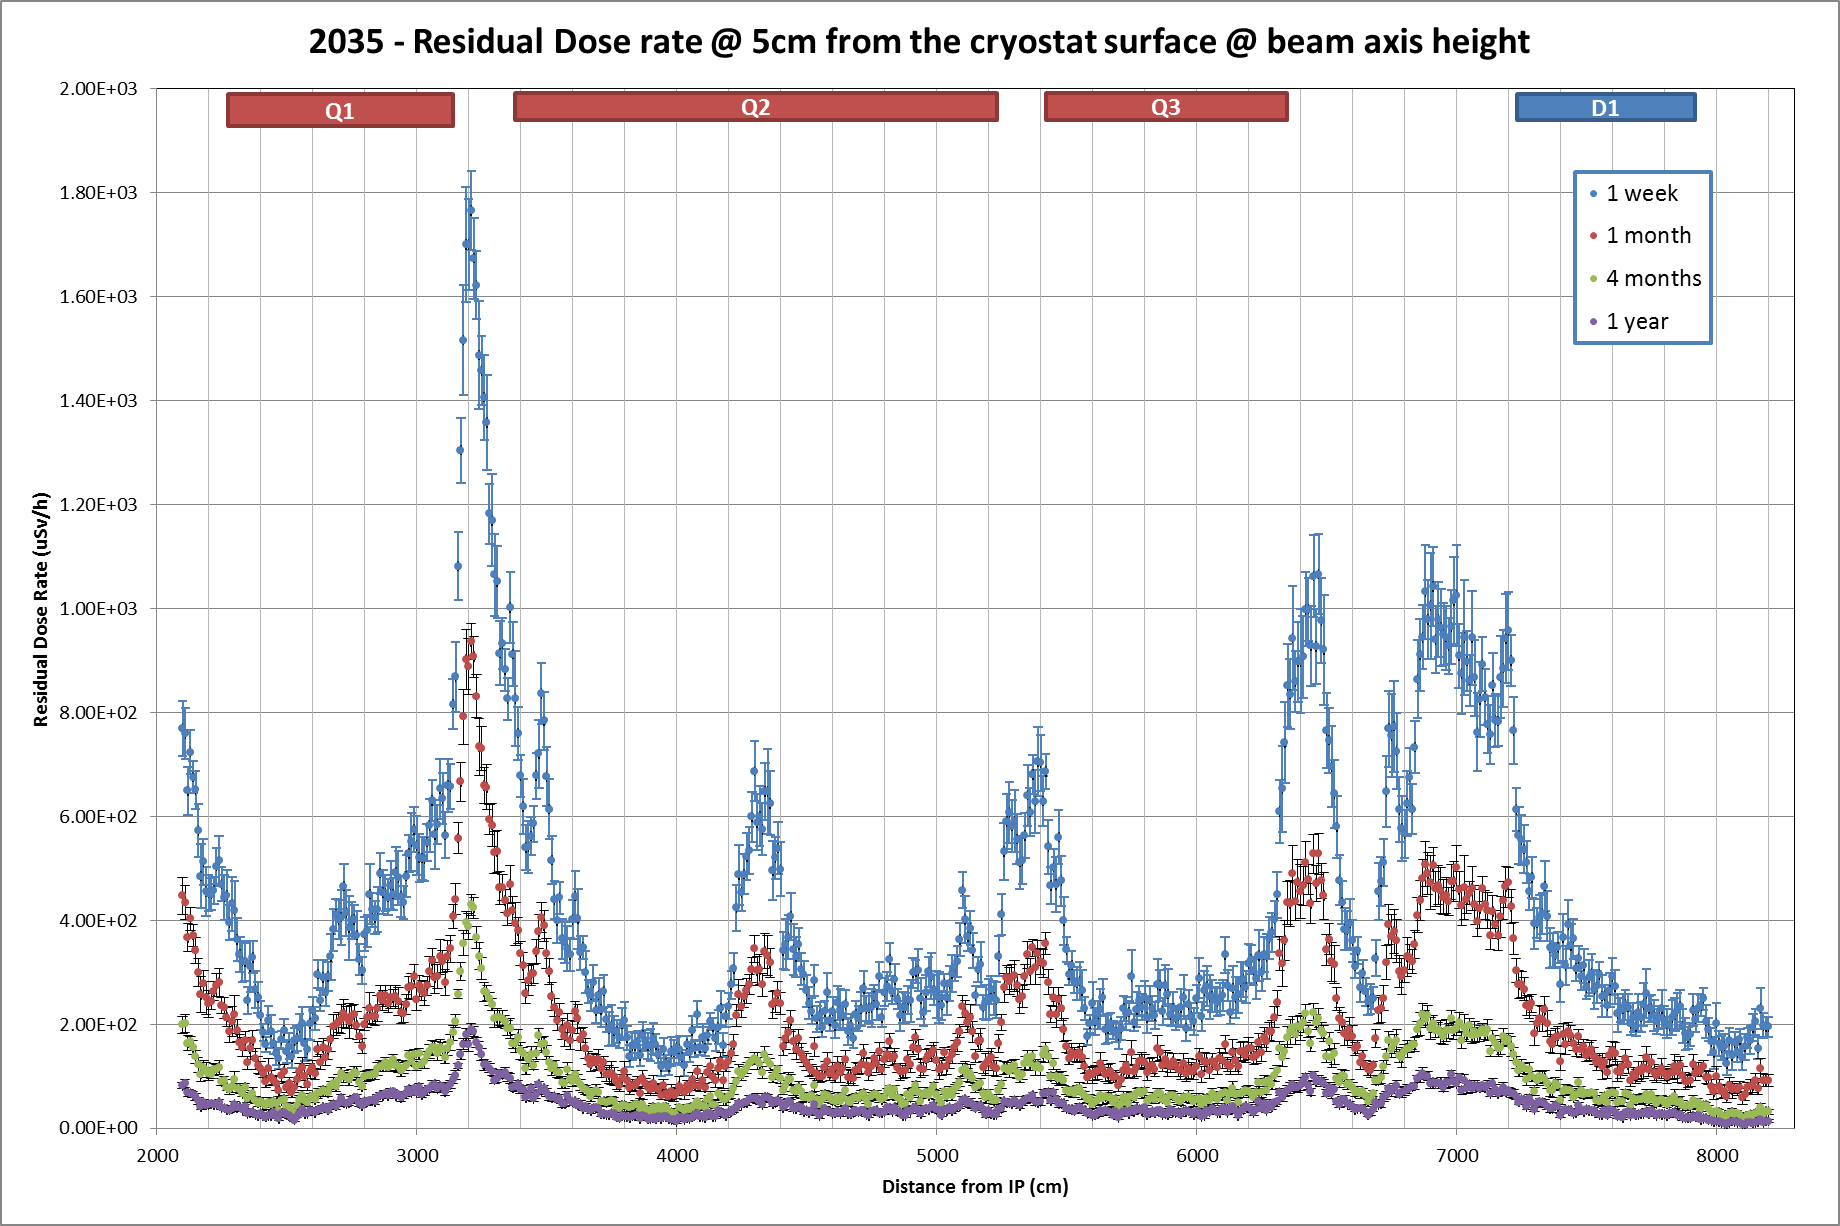 2035 - Residual Dose rate @ 5cm from the cryostat surface @ beam axis height
2.00E+03
Q1
Q2
Q3
D1
1.80E+03
1 week
1 month
4 months
1 year
1.60E+03
1.40E+03
1.20E+03
1.00E+03
8.00E+02
6.00E+02
4.00E+02
2.00E+02
0.00E+00
Residual Dose Rate (uSv/h)
2000
3000
4000
5000
6000
7000
8000
Distance from IP (cm)